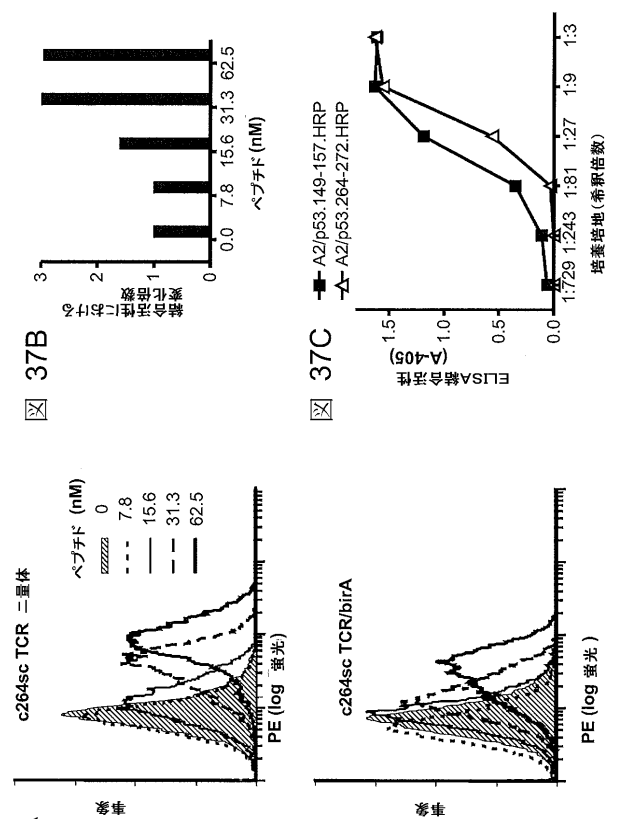 c264sc TCR 二量体
ペプチド (nM)
0
7.8
15.6
31.3
62.5
事象
PE (log 蛍光)
c264sc TCR/birA
事象
PE (log 蛍光)
図 37B
結合活性における
変化倍数
3
2
1
0
0.0 7.8 15.6 31.3 62.5
ペプチド (nM)
図 37C
A2/p53.149-157.HRP
A2/p53.264-272.HRP
ELISA結合活性
(A-405)
1.5
1.0
0.5
0.0
1:729 1:243 1:81 1:27 1:9 1:3
培養培地(希釈倍数)